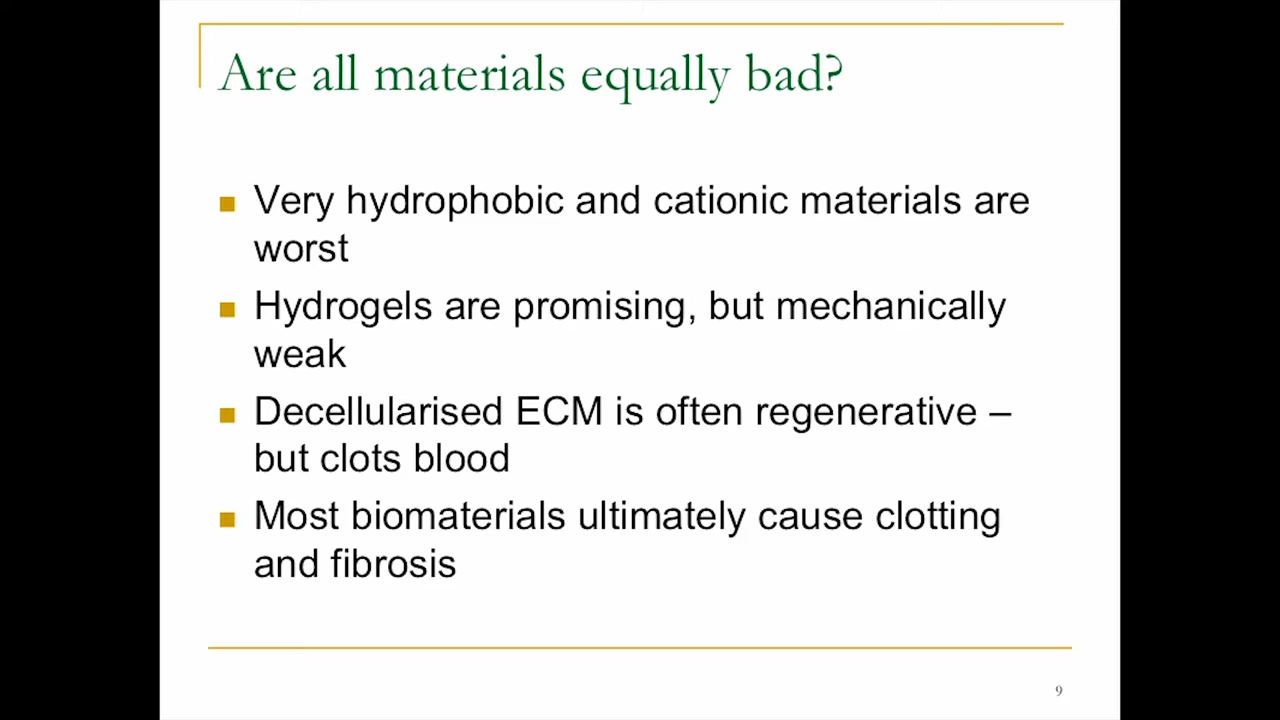 Are all materials equally bad?
Very hydrophobic and cationic materials are
worst
Hydrogels are promising, but mechanically
weak
Decellularised ECM is often regenerative –
but clots blood
Most biomaterials ultimately cause clotting
and fibrosis
9